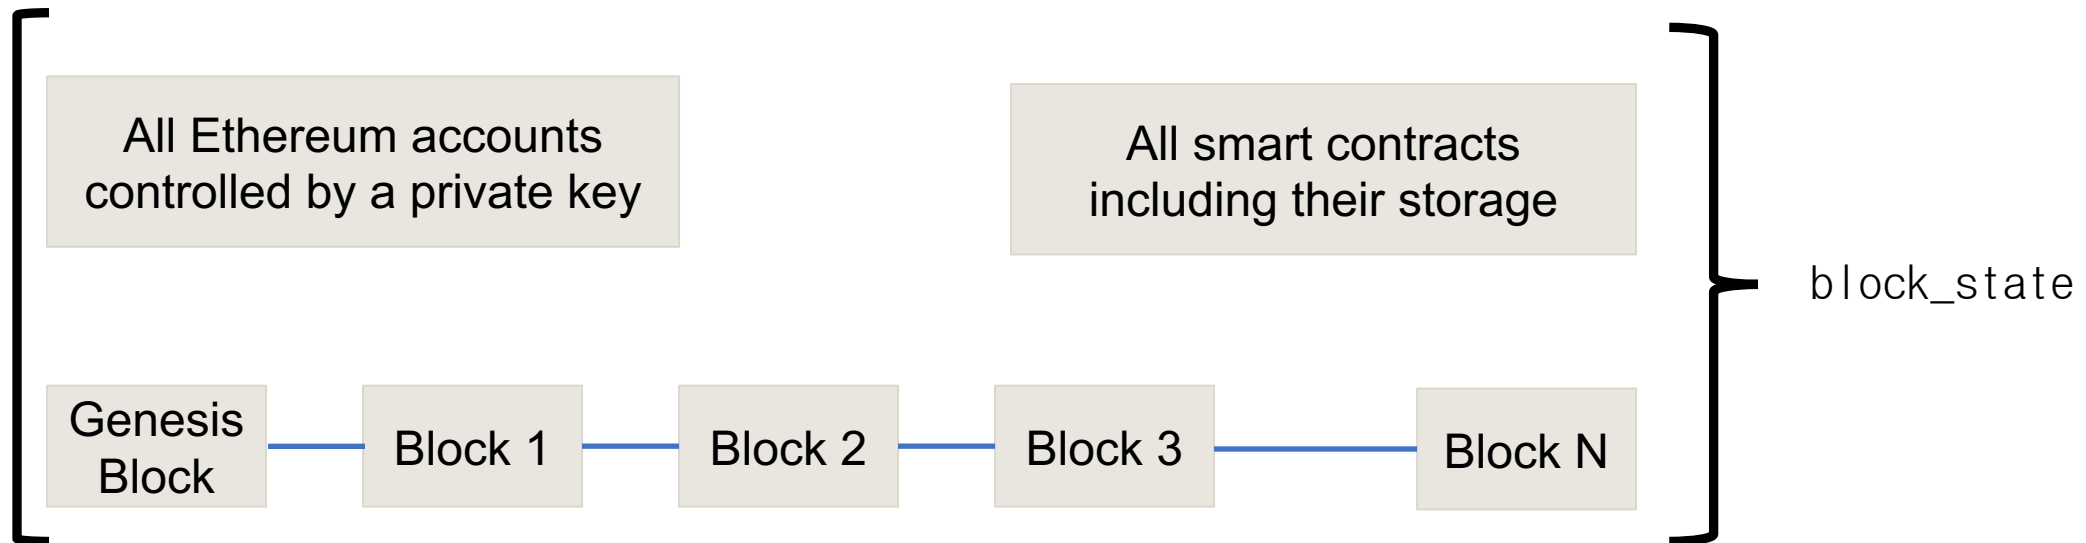 All Ethereum accounts
controlled by a private key
All smart contracts
including their storage
block_state
Genesis
Block
Block 1
Block 2
Block 3
Block N